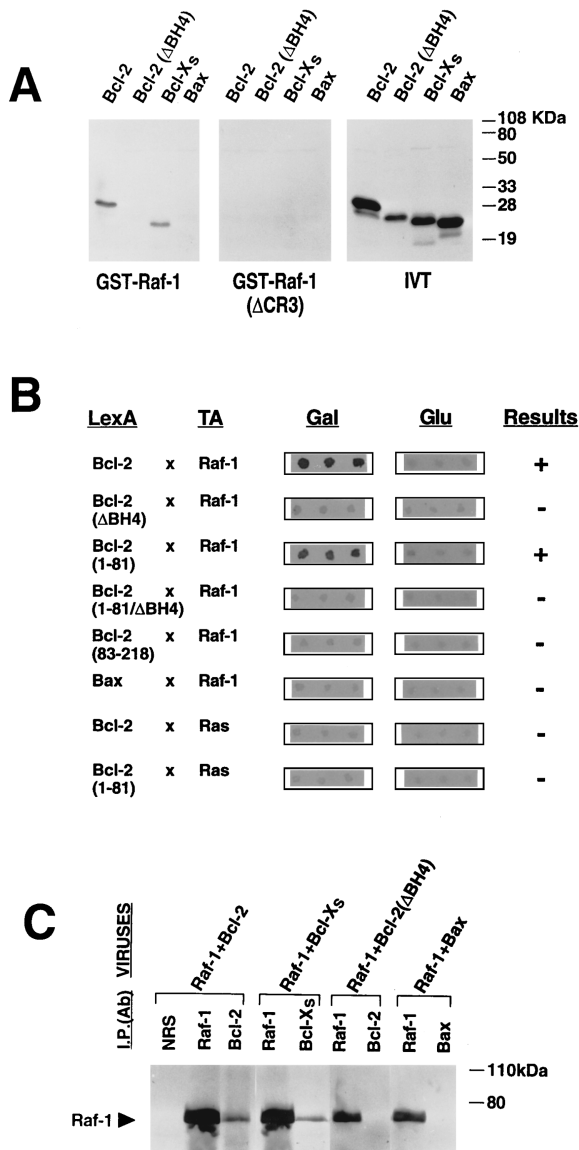 A
Bcl-2 Bcl-2 (ΔBH4) Bcl-Xs Bax Bcl-2 Bcl-2 (ΔBH4) Bcl-Xs Bax Bcl-2 Bcl-2 (ΔBH4) Bcl-Xs Bax
108 KDa
80
50
33
28
19
GST-Raf-1 GST-Raf-1 IVT
(ΔCR3)
B
LexA TA Gal Glu Results
Bcl-2 x Raf-1 +
Bcl-2 x Raf-1 -
(ΔBH4)
Bcl-2 x Raf-1 +
(1-81)
Bcl-2 x Raf-1 -
(1-81/ΔBH4)
Bcl-2 x Raf-1 -
(83-218)
Bax x Raf-1 -
Bcl-2 x Ras -
Bcl-2 x Ras -
(1-81)
C
VIRUSES
Raf-1+Bcl-2 Raf-1+Bcl-Xs Raf-1+Bcl-2(ΔBH4) Raf-1+Bax
I.P.(Ab)
NRS Raf-1 Bcl-2 Raf-1 Bcl-Xs Raf-1 Bcl-2 Raf-1 Bax
110kDa
80
Raf-1